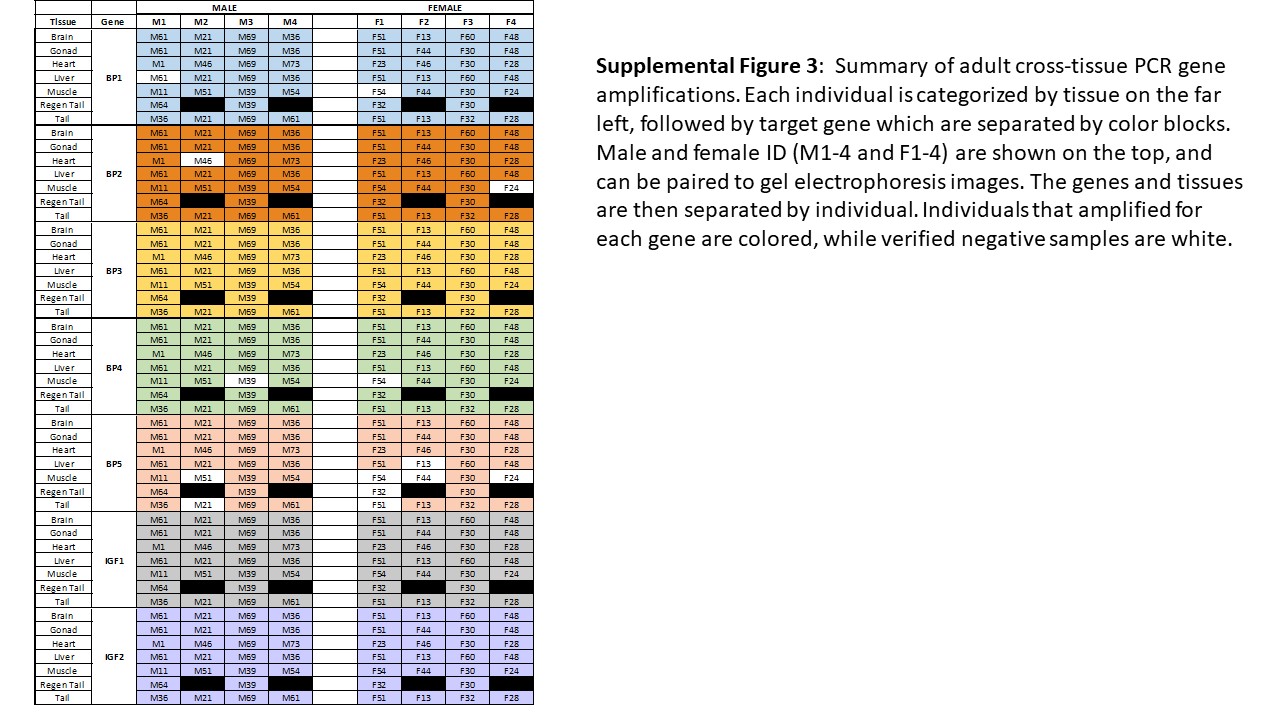 MALE FEMALE
Tissue Gene M1 M2 M3 M4 F1 F2 F3 F4
Brain M61 M21 M69 M36 F51 F13 F60 F48
Gonad M61 M21 M69 M36 F51 F44 F30 F48
Heart M1 M46 M69 M73 F23 F46 F30 F28
Liver BP1 M61 M21 M69 M36 F51 F13 F60 F48
Muscle M11 M51 M39 M54 F54 F44 F30 F24
Regen Tail M64 M39 F32 F30
Tail M36 M21 M69 M61 F51 F13 F32 F28
Brain M61 M21 M69 M36 F51 F13 F60 F48
Gonad M61 M21 M69 M36 F51 F44 F30 F48
Heart M1 M46 M69 M73 F23 F46 F30 F28
Liver BP2 M61 M21 M69 M36 F51 F13 F60 F48
Muscle M11 M51 M39 M54 F54 F44 F30 F24
Regen Tail M64 M39 F32 F30
Tail M36 M21 M69 M61 F51 F13 F32 F28
Brain M61 M21 M69 M36 F51 F13 F60 F48
Gonad M61 M21 M69 M36 F51 F44 F30 F48
Heart M1 M46 M69 M73 F23 F46 F30 F28
Liver BP3 M61 M21 M69 M36 F51 F13 F60 F48
Muscle M11 M51 M39 M54 F54 F44 F30 F24
Regen Tail M64 M39 F32 F30
Tail M36 M21 M69 M61 F51 F13 F32 F28
Brain M61 M21 M69 M36 F51 F13 F60 F48
Gonad M61 M21 M69 M36 F51 F44 F30 F48
Heart M1 M46 M69 M73 F23 F46 F30 F28
Liver BP4 M61 M21 M69 M36 F51 F13 F60 F48
Muscle M11 M51 M39 M54 F54 F44 F30 F24
Regen Tail M64 M39 F32 F30
Tail M36 M21 M69 M61 F51 F13 F32 F28
Brain M61 M21 M69 M36 F51 F13 F60 F48
Gonad M61 M21 M69 M36 F51 F44 F30 F48
Heart M1 M46 M69 M73 F23 F46 F30 F28
Liver BP5 M61 M21 M69 M36 F51 F13 F60 F48
Muscle M11 M51 M39 M54 F54 F44 F30 F24
Regen Tail M64 M39 F32 F30
Tail M36 M21 M69 M61 F51 F13 F32 F28
Brain M61 M21 M69 M36 F51 F13 F60 F48
Gonad M61 M21 M69 M36 F51 F44 F30 F48
Heart M1 M46 M69 M73 F23 F46 F30 F28
Liver IGF1 M61 M21 M69 M36 F51 F13 F60 F48
Muscle M11 M51 M39 M54 F54 F44 F30 F24
Regen Tail M64 M39 F32 F30
Tail M36 M21 M69 M61 F51 F13 F32 F28
Brain M61 M21 M69 M36 F51 F13 F60 F48
Gonad M61 M21 M69 M36 F51 F44 F30 F48
Heart M1 M46 M69 M73 F23 F46 F30 F28
Liver IGF2 M61 M21 M69 M36 F51 F13 F60 F48
Muscle M11 M51 M39 M54 F54 F44 F30 F24
Regen Tail M64 M39 F32 F30
Tail M36 M21 M69 M61 F51 F13 F32 F28
Supplemental Figure 3: Summary of adult cross-tissue PCR gene
amplifications. Each individual is categorized by tissue on the far
left, followed by target gene which are separated by color blocks.
Male and female ID (M1-4 and F1-4) are shown on the top, and
can be paired to gel electrophoresis images. The genes and tissues
are then separated by individual. Individuals that amplified for
each gene are colored, while verified negative samples are white.